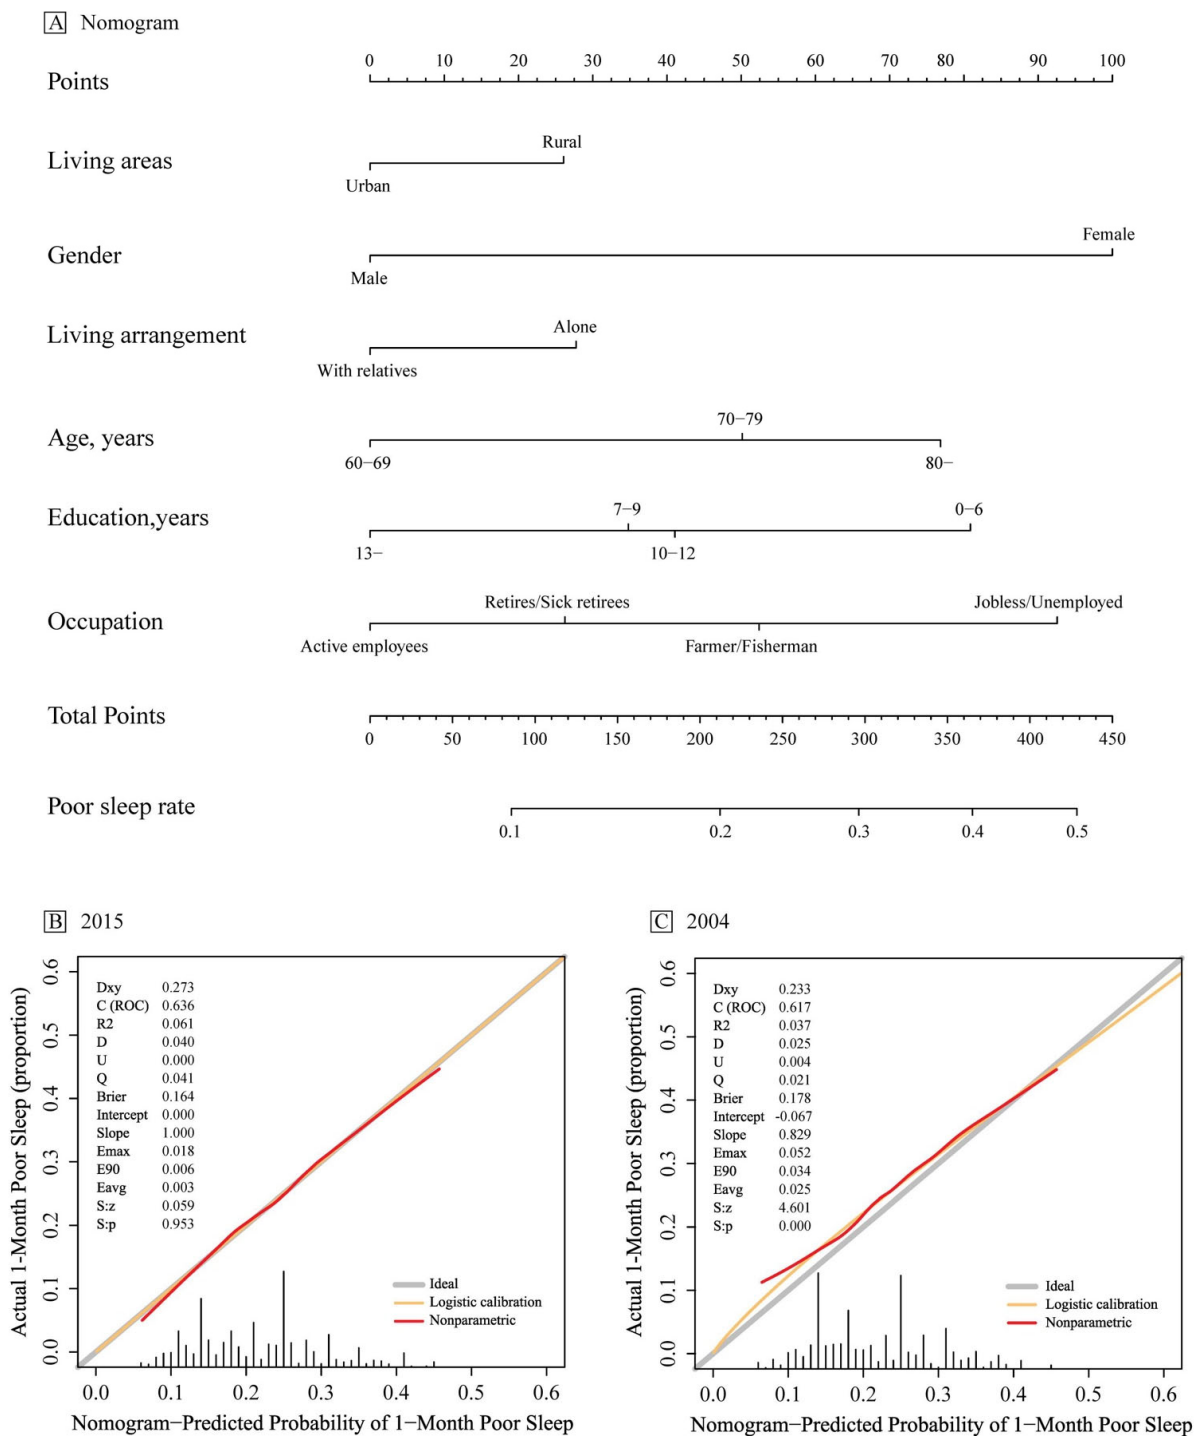 A Nomogram
0 10 20 30 40 50 60 70 80 90 100
Points
Rural
Living areas
Urban
Female
Gender
Male
Alone
Living arrangement
With relatives
70−79
Age, years
60−69 80−
7−9 0−6
Education,years
13− 10−12
Retires/Sick retirees Jobless/Unemployed
Occupation
Active employees Farmer/Fisherman
Total Points
0 50 100 150 200 250 300 350 400 450
Poor sleep rate
0.1 0.2 0.3 0.4 0.5
B 2015
Actual 1-Month Poor Sleep (proportion)
0.6
0.5
0.4
0.3
0.2
0.1
0.0
Dxy 0.273
C (ROC) 0.636
R2 0.061
D 0.040
U 0.000
Q 0.041
Brier 0.164
Intercept 0.000
Slope 1.000
Emax 0.018
E90 0.006
Eavg 0.003
S:z 0.059
S:p 0.953
Ideal
Logistic calibration
Nonparametric
0.0 0.1 0.2 0.3 0.4 0.5 0.6
Nomogram−Predicted Probability of 1−Month Poor Sleep
C 2004
Actual 1-Month Poor Sleep (proportion)
0.6
0.5
0.4
0.3
0.2
0.1
0.0
Dxy 0.233
C (ROC) 0.617
R2 0.037
D 0.025
U 0.004
Q 0.021
Brier 0.178
Intercept -0.067
Slope 0.829
Emax 0.052
E90 0.034
Eavg 0.025
S:z 4.601
S:p 0.000
Ideal
Logistic calibration
Nonparametric
0.0 0.1 0.2 0.3 0.4 0.5 0.6
Nomogram−Predicted Probability of 1−Month Poor Sleep